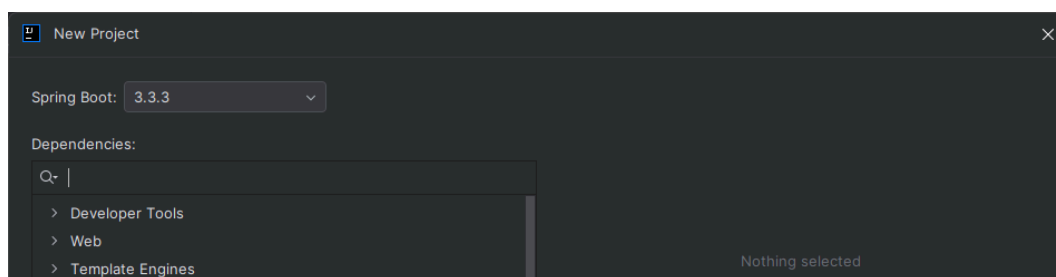 New Project
Spring Boot: 3.3.3
Dependencies:
Developer Tools
Web
Template Engines
Nothing selected